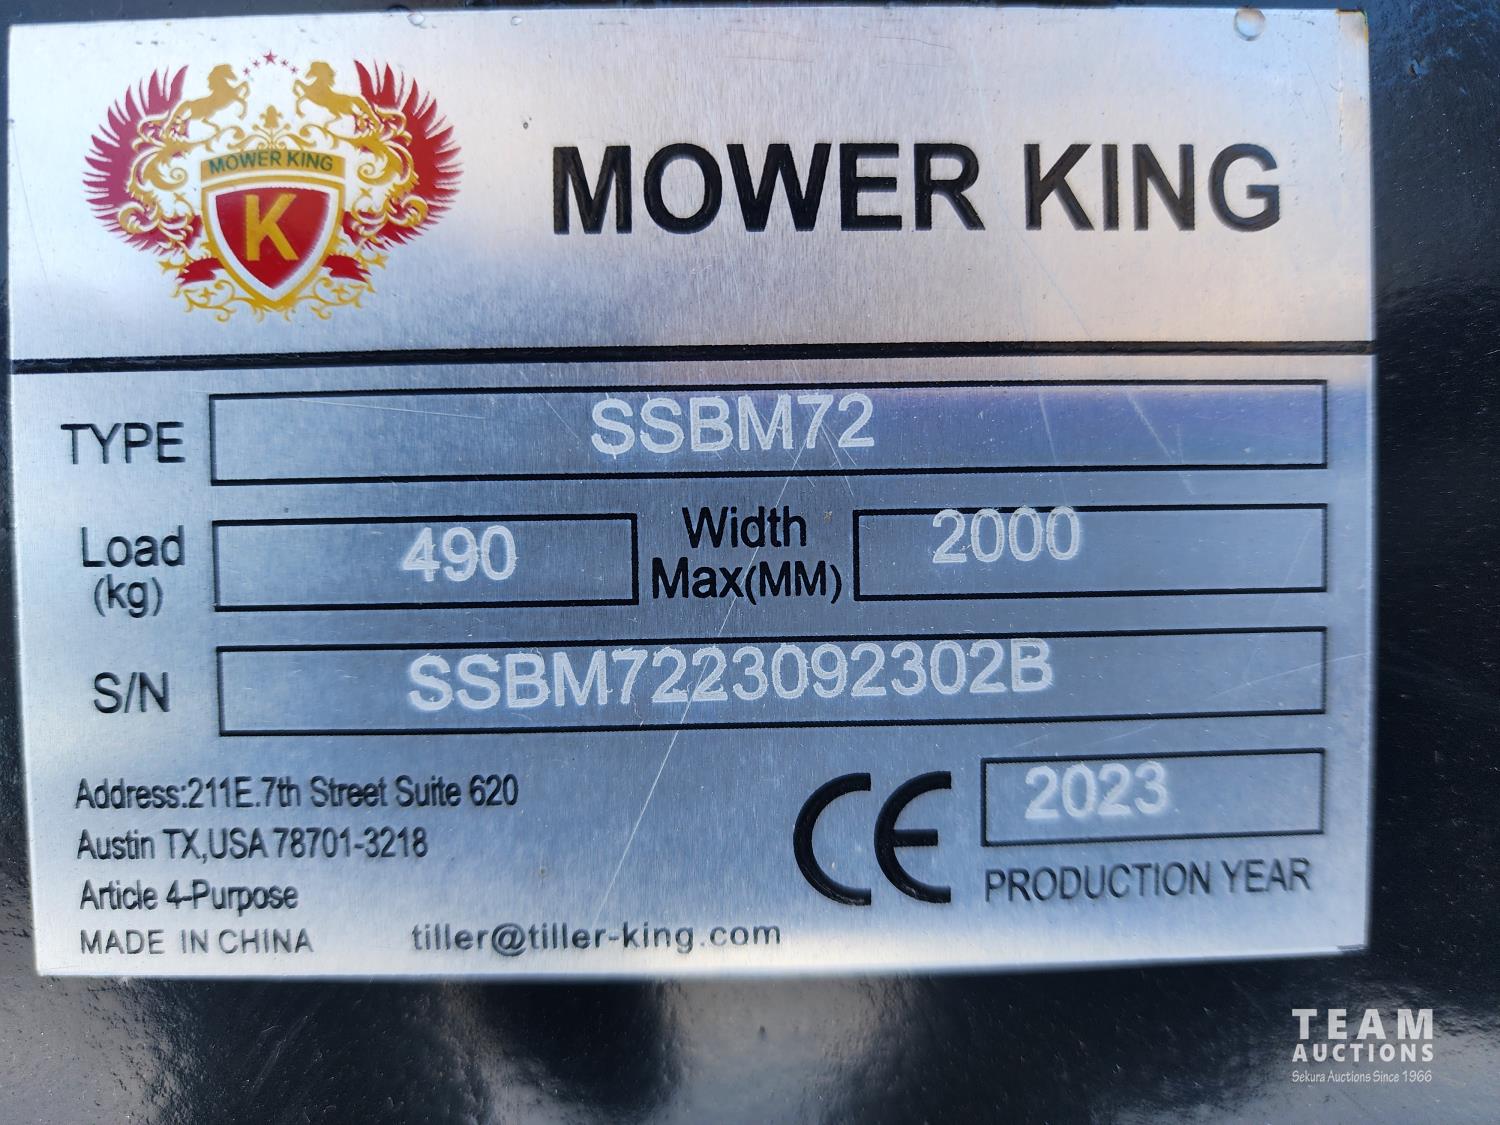 MOWER KING
K
MOWER KING
TYPE SSBM72
Load (kg) 490 Width Max(MM) 2000
S/N SSBM7223092302B
Address:211E.7th Street Suite 620
Austin TX,USA 78701-3218
Article 4-Purpose
MADE IN CHINA
tiller@tiller-king.com
CE
2023
PRODUCTION YEAR
TEAM
AUCTIONS
Sekura Auctions Since 1966